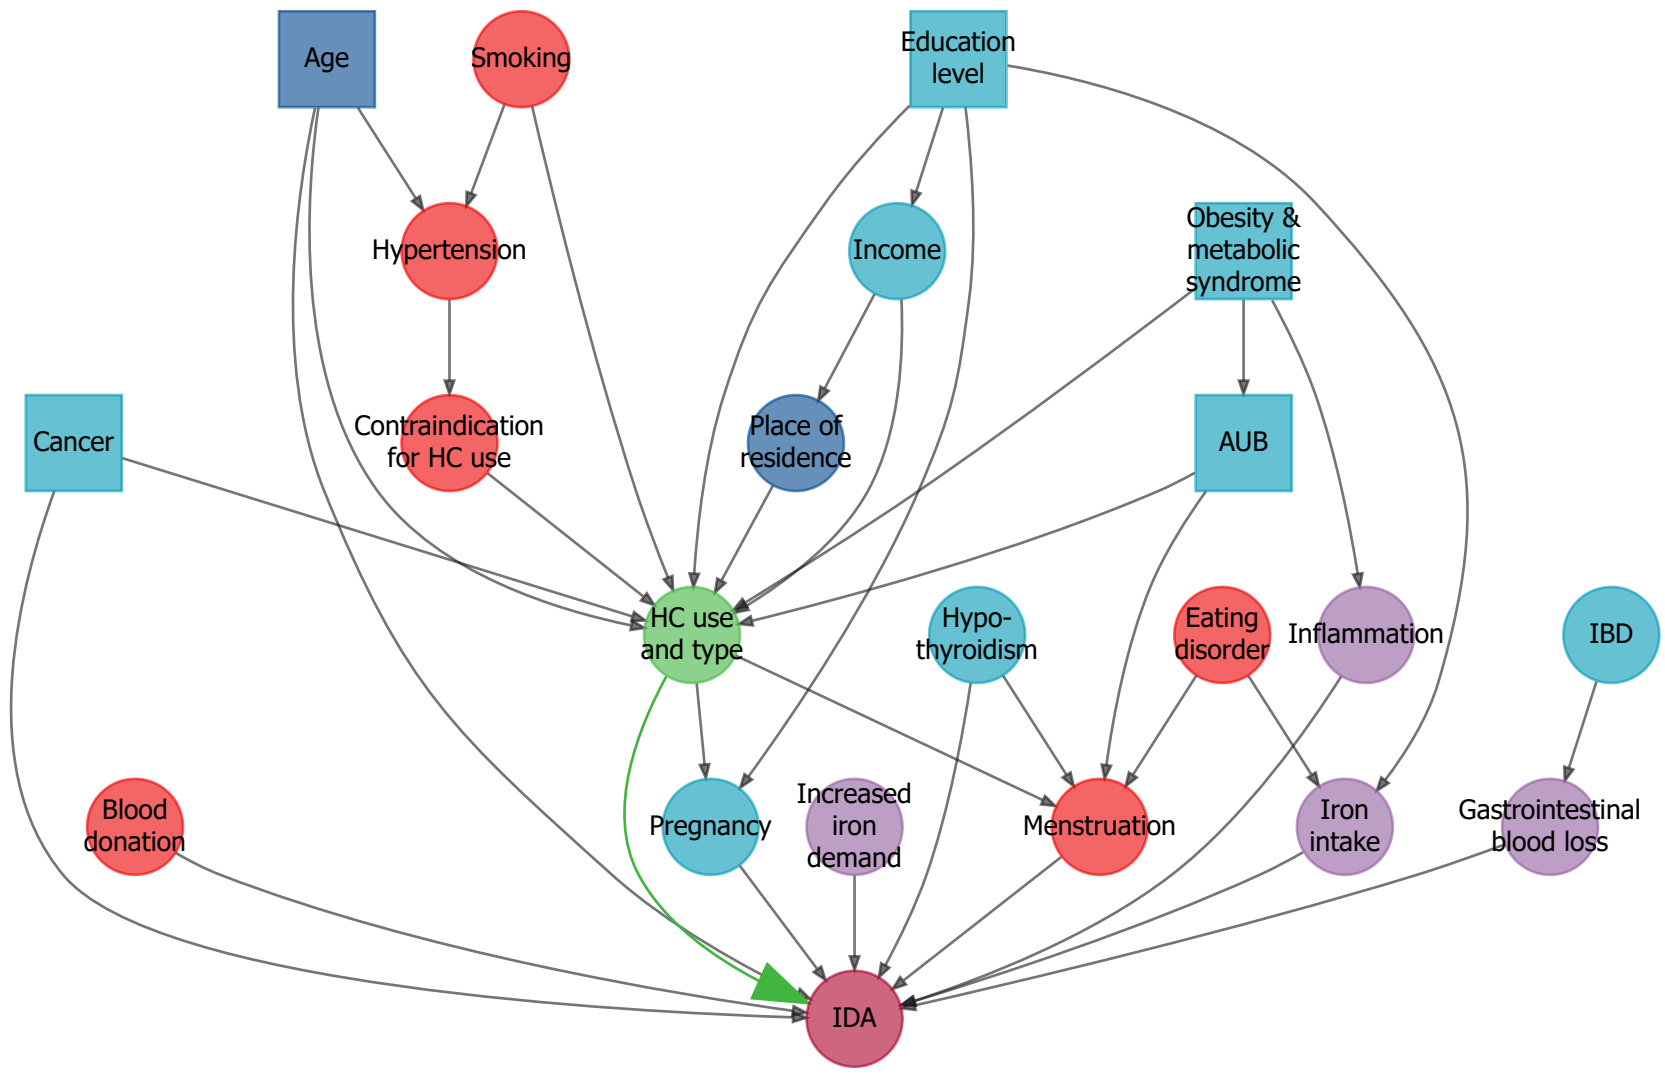 Age
Smoking
Education
level
Hypertension
Income
Obesity &
metabolic
syndrome
Cancer
Contraindication
for HC use
Place of
residence
AUB
HC use
and type
Hypo-
thyroidism
Eating
disorder
Inflammation
IBD
Blood
donation
Pregnancy
Increased
iron
demand
Menstruation
Iron
intake
Gastrointestinal
blood loss
IDA